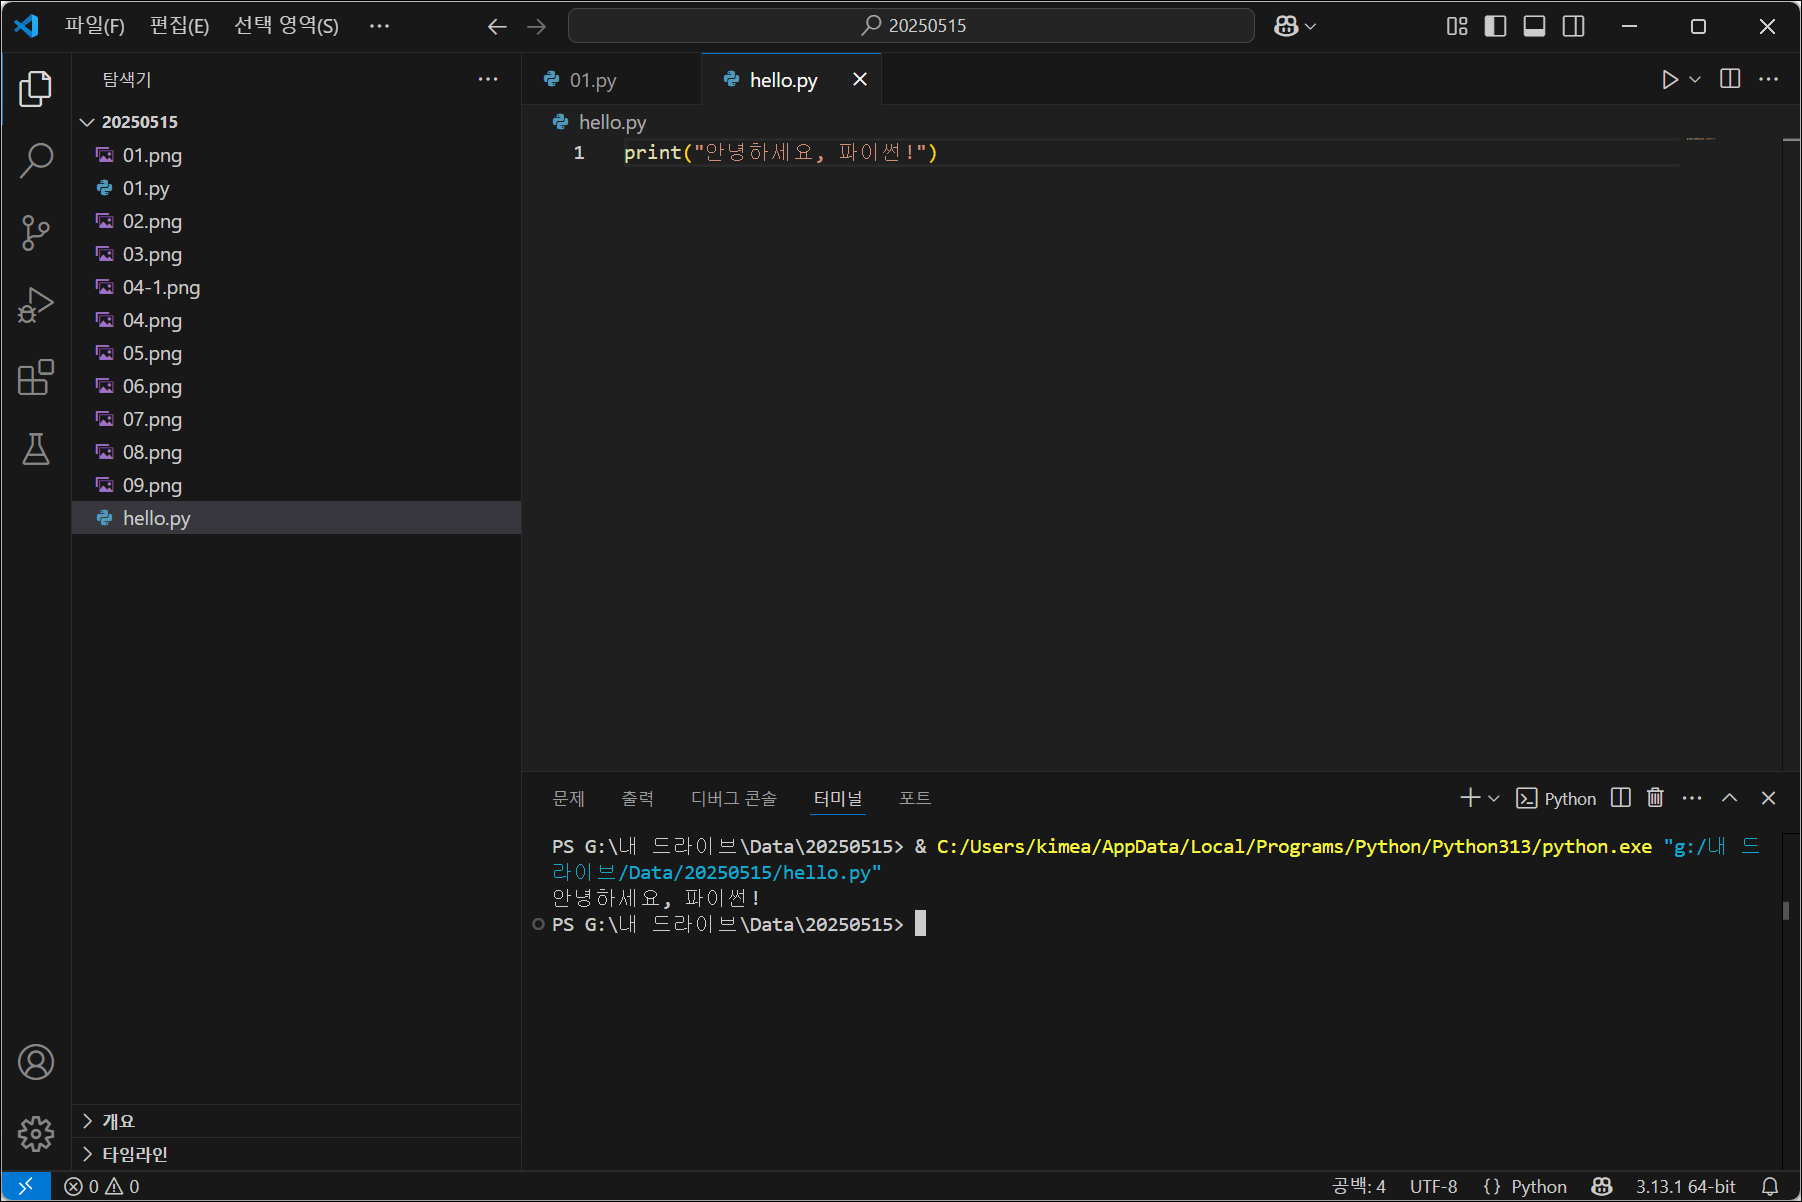 파일(F) 편집(E) 선택 영역(S) ··· 20250515
탐색기 ···
20250515
01.png
01.py
02.png
03.png
04-1.png
04.png
05.png
06.png
07.png
08.png
09.png
hello.py
개요
타임라인
01.py hello.py
hello.py
1 print("안녕하세요, 파이썬!")
문제 출력 디버그 콘솔 터미널 포트 Python
PS G:\내 드라이브\Data\20250515> & C:/Users/kimea/AppData/Local/Programs/Python/Python313/python.exe "g:/내 드
라이브/Data/20250515/hello.py"
안녕하세요, 파이썬!
PS G:\내 드라이브\Data\20250515>
0 0 공백: 4 UTF-8 {} Python 3.13.1 64-bit